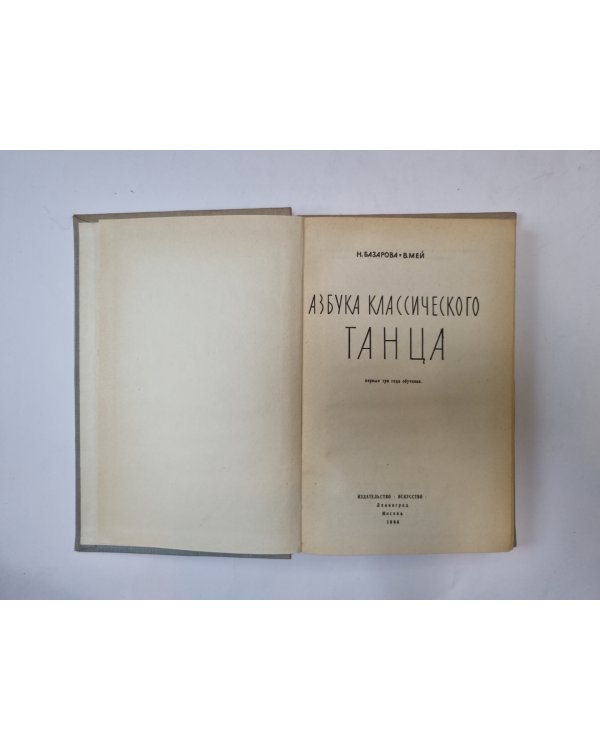 Н. БАЗАРОВА • В. МЕЙ
АЗБУКА КЛАССИЧЕСКОГО
ТАНЦА
первые три года обучения.
ИЗДАТЕЛЬСТВО · ИСКУССТВО
Ленинград
Москва